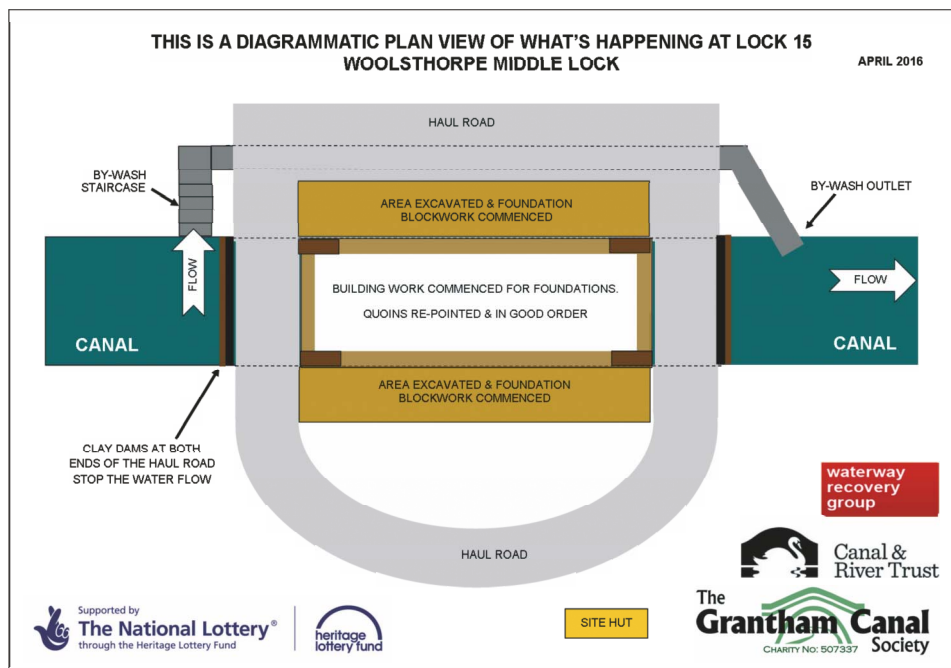 THIS IS A DIAGRAMMATIC PLAN VIEW OF WHAT'S HAPPENING AT LOCK 15
WOOLSTHORPE MIDDLE LOCK
APRIL 2016
HAUL ROAD
BY-WASH
STAIRCASE
BY-WASH OUTLET
AREA EXCAVATED & FOUNDATION
BLOCKWORK COMMENCED
FLOW
FLOW
BUILDING WORK COMMENCED FOR FOUNDATIONS.
QUOINS RE-POINTED & IN GOOD ORDER
CANAL
CANAL
AREA EXCAVATED & FOUNDATION
BLOCKWORK COMMENCED
CLAY DAMS AT BOTH
ENDS OF THE HAUL ROAD
STOP THE WATER FLOW
HAUL ROAD
waterway
recovery
group
Canal &
River Trust
Supported by
The National Lottery®
through the Heritage Lottery Fund
heritage
lottery fund
SITE HUT
The
Grantham Canal
Society
CHARITY No: 507337